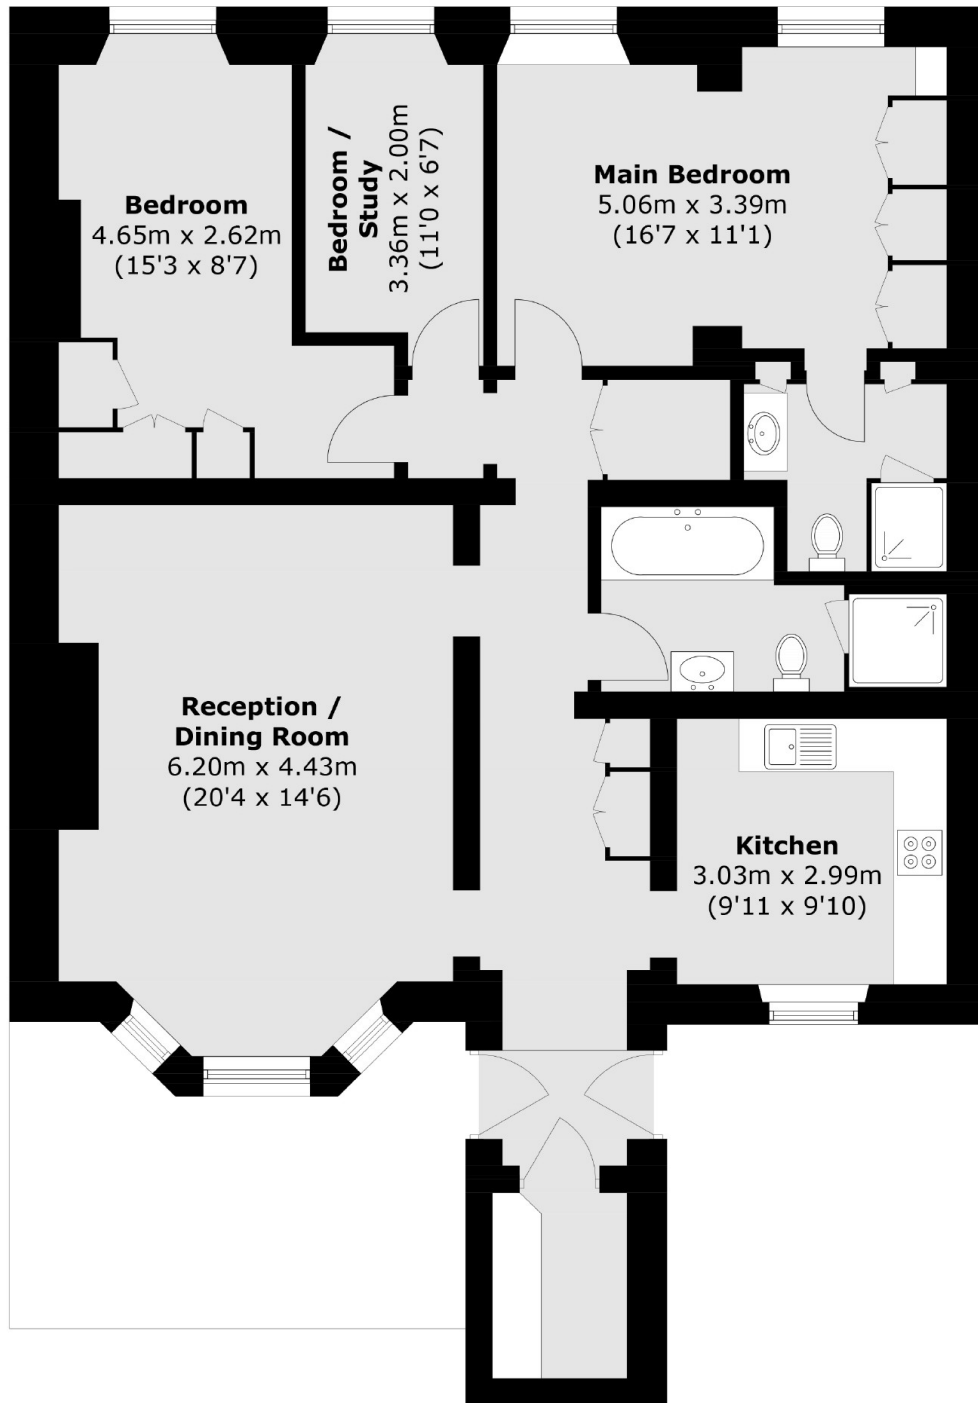 Bedroom
4.65m x 2.62m
(15'3 x 8'7)
Bedroom /
Study
3.36m x 2.00m
(11'0 x 6'7)
Main Bedroom
5.06m x 3.39m
(16'7 x 11'1)
Reception /
Dining Room
6.20m x 4.43m
(20'4 x 14'6)
Kitchen
3.03m x 2.99m
(9'11 x 9'10)